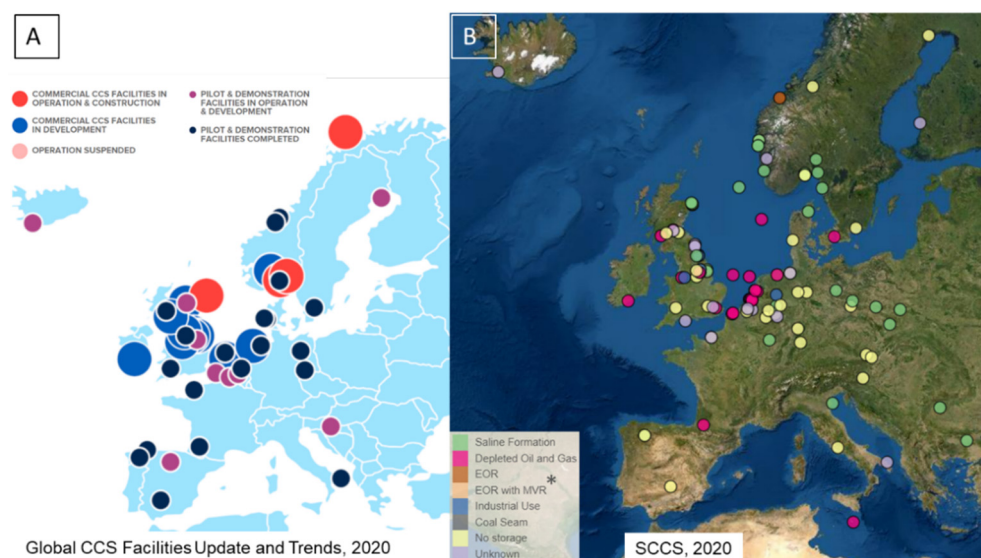 A
COMMERCIAL CCS FACILITIES IN
OPERATION & CONSTRUCTION
COMMERCIAL CCS FACILITIES
IN DEVELOPMENT
OPERATION SUSPENDED
PILOT & DEMONSTRATION
FACILITIES IN OPERATION
& DEVELOPMENT
PILOT & DEMONSTRATION
FACILITIES COMPLETED
Global CCS Facilities Update and Trends, 2020
B
Saline Formation
Depleted Oil and Gas
EOR
EOR with MVR *
Industrial Use
Coal Seam
No storage
Unknown
SCCS, 2020